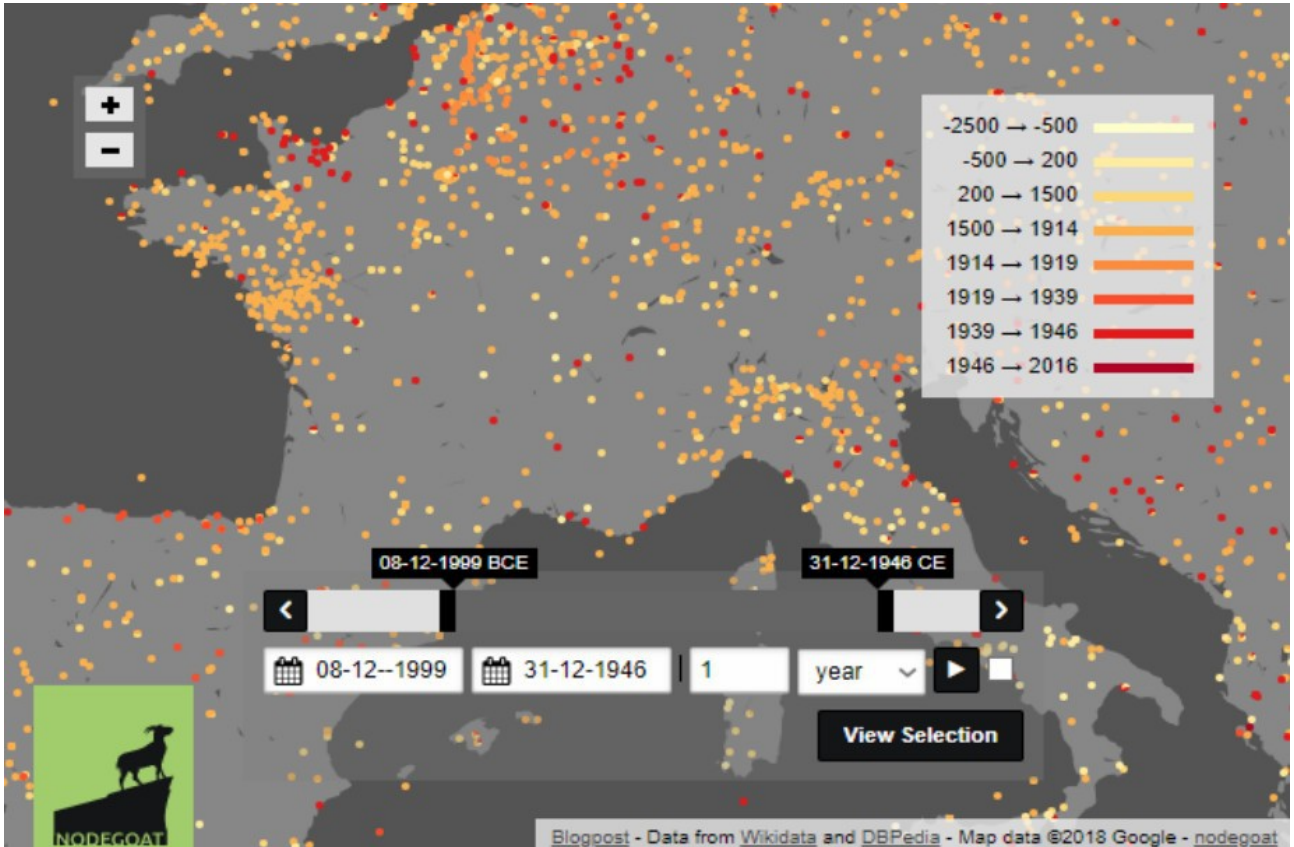 +
−
-2500 → -500
-500 → 200
200 → 1500
1500 → 1914
1914 → 1919
1919 → 1939
1939 → 1946
1946 → 2016
08-12-1999 BCE
31-12-1946 CE
08-12--1999
31-12-1946
1
year
View Selection
NODEGOAT
Blogpost - Data from Wikidata and DBPedia - Map data ©2018 Google - nodegoat